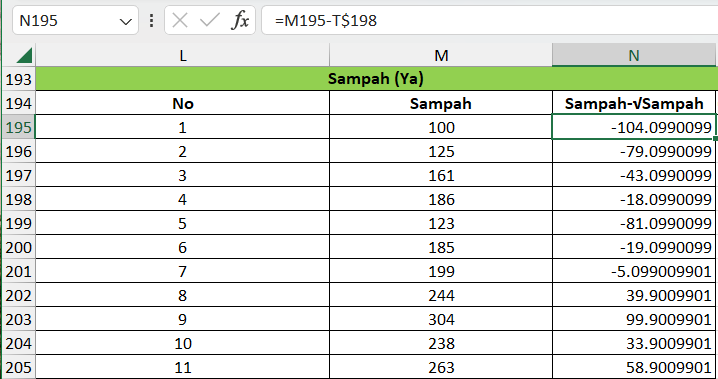 N195 fx =M195-T$198
L M N
193 Sampah (Ya)
194 No Sampah Sampah-√Sampah
195 1 100 -104.0990099
196 2 125 -79.0990099
197 3 161 -43.0990099
198 4 186 -18.0990099
199 5 123 -81.0990099
200 6 185 -19.0990099
201 7 199 -5.099009901
202 8 244 39.9009901
203 9 304 99.9009901
204 10 238 33.9009901
205 11 263 58.9009901